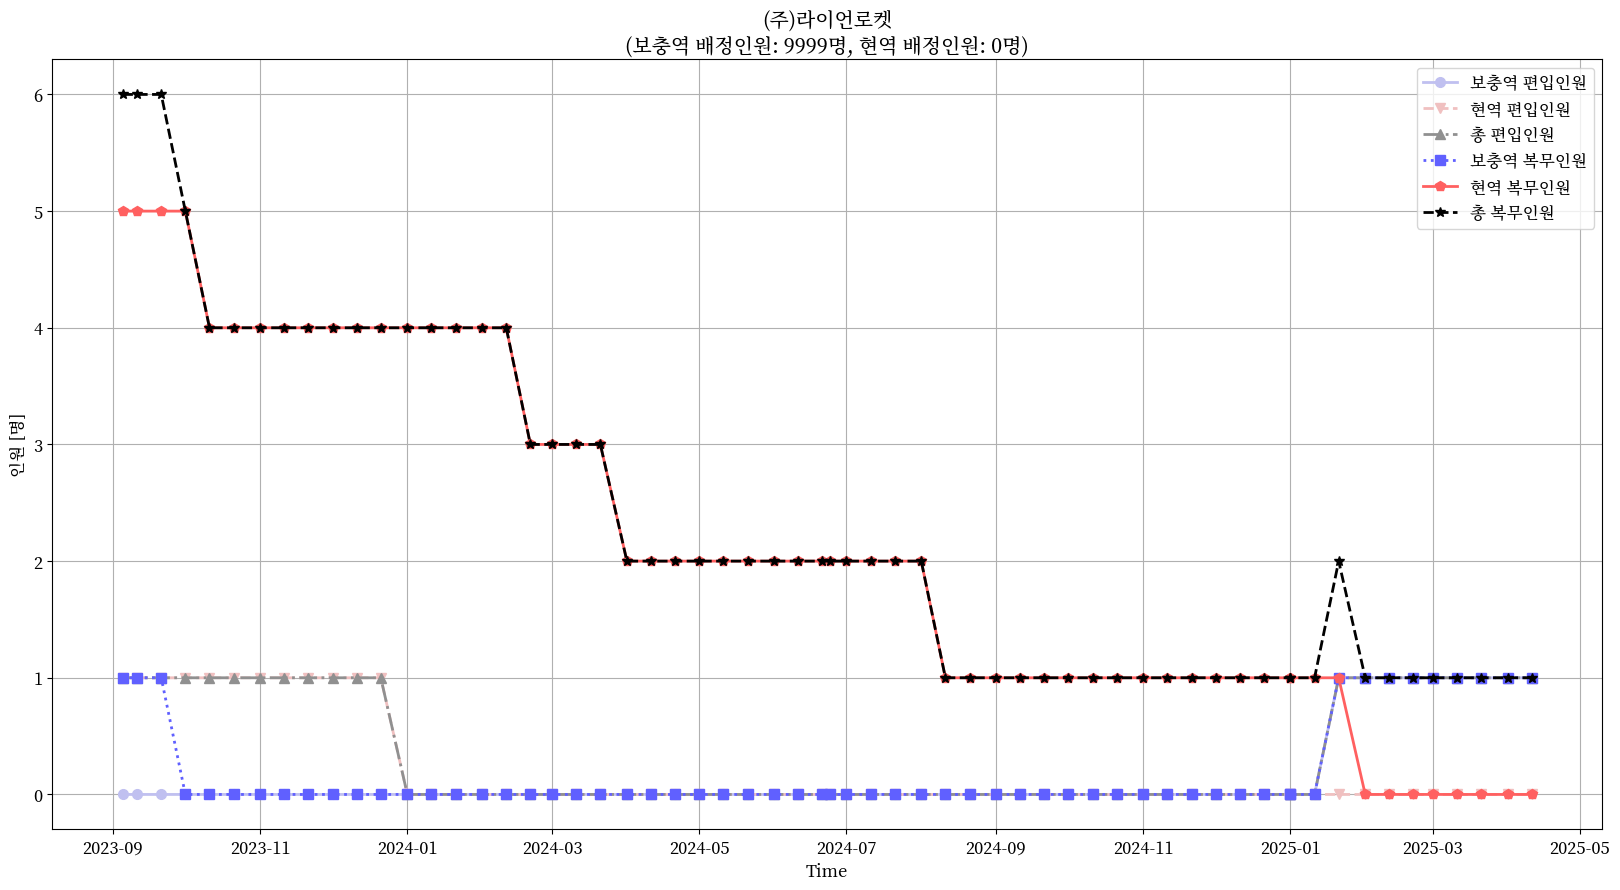 (주)라이언로켓
(보충역 배정인원: 9999명, 현역 배정인원: 0명)
보충역 편입인원
현역 편입인원
총 편입인원
보충역 복무인원
현역 복무인원
총 복무인원
인원 [명]
6
5
4
3
2
1
0
2023-09 2023-11 2024-01 2024-03 2024-05 2024-07 2024-09 2024-11 2025-01 2025-03 2025-05
Time